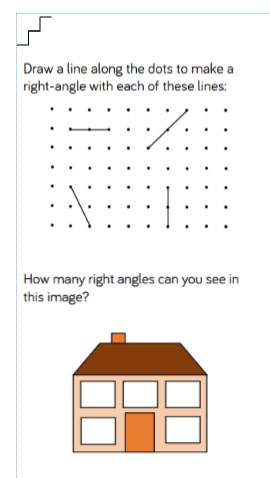 Draw a line along the dots to make a
right-angle with each of these lines:
How many right angles can you see in
this image?